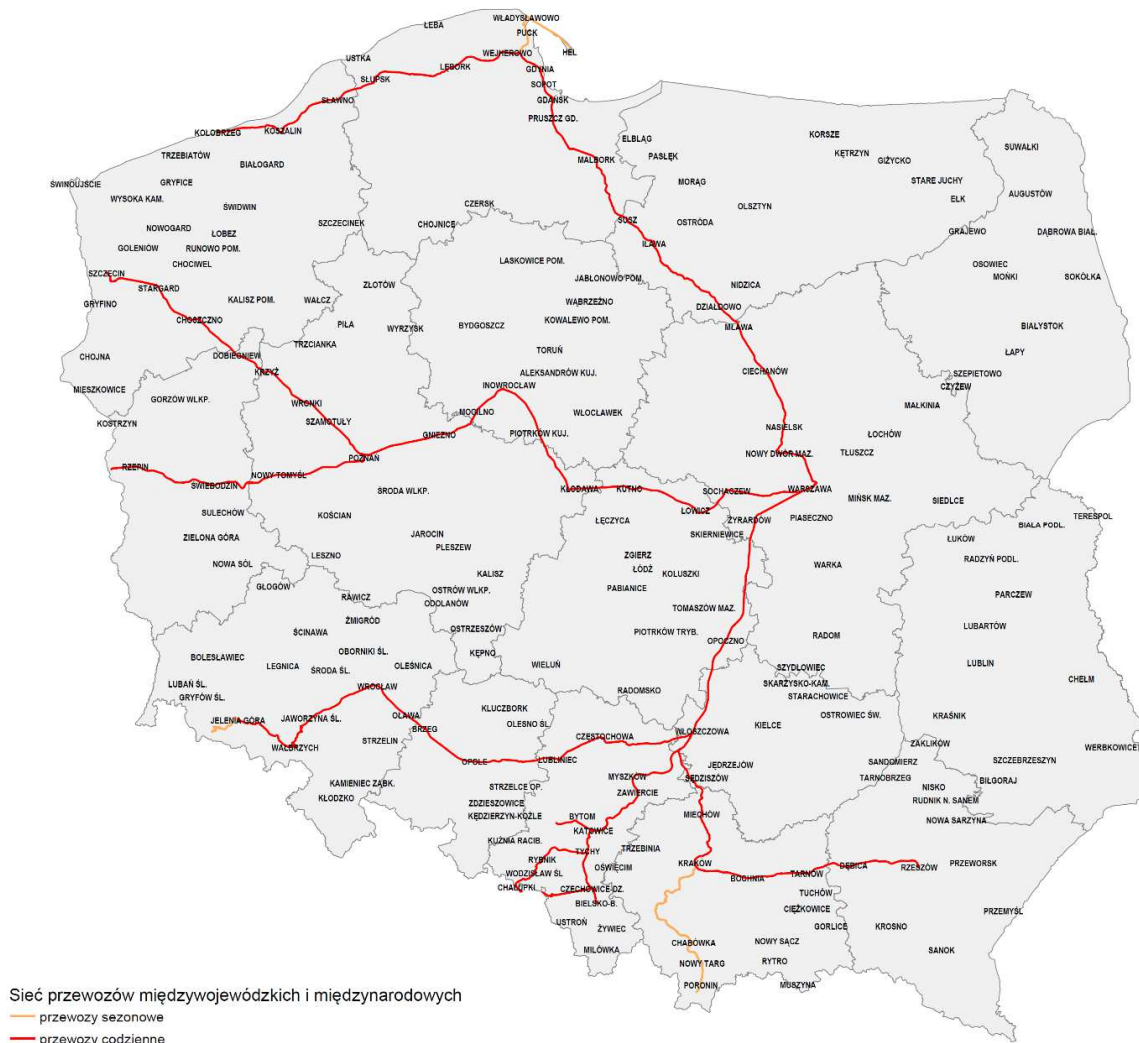 WŁADYSŁAWOWO
ŁEBA
PUCK
HEL
WEJHEROWO
USTKA
LĘBORK
GDYNIA
SŁUPSK
SOPOT
GDAŃSK
SŁAWNO
PRUSZCZ GD.
KOŁOBRZEG
KOSZALIN
ELBLĄG
KORSZE
SUWAŁKI
TRZEBIATÓW
BIAŁOGARD
MALBORK
PASŁĘK
KĘTRZYN
GIŻYCKO
ŚWINOUJŚCIE
GRYFICE
MORĄG
STARE JUCHY
WYSOKA KAM.
ŚWIDWIN
CZERSK
OLSZTYN
EŁK
AUGUSTÓW
NOWOGARD
ŁOBEZ
SZCZECINEK
CHOJNICE
SUSZ
OSTRÓDA
GRAJEWO
DĄBROWA BIAŁ.
GOLENIÓW
RUNOWO POM.
IŁAWA
CHOCIWEL
LASKOWICE POM.
OSOWIEC
SZCZECIN
STARGARD
ZŁOTÓW
JABŁONOWO POM.
NIDZICA
MOŃKI
SOKÓŁKA
GRYFINO
KALISZ POM.
WAŁCZ
WĄBRZEŹNO
DZIAŁDOWO
CHOSZCZNO
PIŁA
WYRZYSK
BYDGOSZCZ
KOWALEWO POM.
MŁAWA
BIAŁYSTOK
TRZCIANKA
CHOJNA
DOBIEGNIEW
TORUŃ
ŁAPY
KRZYŻ
ALEKSANDRÓW KUJ.
CIECHANÓW
SZEPIETOWO
MIESZKOWICE
INOWROCŁAW
CZYŻEW
GORZÓW WLKP.
WRONKI
MOGILNO
WŁOCŁAWEK
MAŁKINIA
KOSTRZYN
SZAMOTUŁY
GNIEZNO
PIOTRKÓW KUJ.
NASIELSK
ŁOCHÓW
POZNAŃ
NOWY DWÓR MAZ.
TŁUSZCZ
RZEPIN
NOWY TOMYŚL
ŚWIEBODZIN
ŚRODA WLKP.
KŁODAWA
KUTNO
SOCHACZEW
WARSZAWA
MIŃSK MAZ.
SIEDLCE
SULECHÓW
KOŚCIAN
ŁOWICZ
ŻYRARDÓW
PIASECZNO
TERESPOL
ŁĘCZYCA
BIAŁA PODL.
ZIELONA GÓRA
JAROCIN
SKIERNIEWICE
ŁUKÓW
LESZNO
PLESZEW
ZGIERZ
RADZYŃ PODL.
NOWA SÓL
ŁÓDŹ
KOLUSZKI
WARKA
KALISZ
GŁOGÓW
PABIANICE
OSTRÓW WLKP.
PARCZEW
RAWICZ
ODOLANÓW
TOMASZÓW MAZ.
ŻMIGRÓD
LUBARTÓW
ŚCINAWA
OSTRZESZÓW
PIOTRKÓW TRYB.
OPOCZNO
RADOM
BOLESŁAWIEC
OBORNIKI ŚL.
KĘPNO
LEGNICA
ŚRODA ŚL.
OLEŚNICA
WIELUŃ
SZYDŁOWIEC
LUBLIN
LUBAŃ ŚL.
WROCŁAW
SKARŻYSKO-KAM.
CHEŁM
GRYFÓW ŚL.
RADOMSKO
STARACHOWICE
KLUCZBORK
JELENIA GÓRA
JAWORZYNA ŚL.
OŁAWA
OSTROWIEC ŚW.
KRAŚNIK
BRZEG
OLESNO ŚL.
KIELCE
STRZELIN
CZĘSTOCHOWA
WŁOSZCZOWA
WAŁBRZYCH
ZAKLIKÓW
WERBKOWICE
OPOLE
LUBLINIEC
JĘDRZEJÓW
SANDOMIERZ
SZCZEBRZESZYN
KAMIENIEC ZĄBK.
MYSZKÓW
SĘDZISZÓW
TARNOBRZEG
BIŁGORAJ
STRZELCE OP.
ZAWIERCIE
NISKO
KŁODZKO
ZDZIESZOWICE
RUDNIK N. SANEM
KĘDZIERZYN-KOŹLE
BYTOM
MIECHÓW
NOWA SARZYNA
KATOWICE
KUŹNIA RACIB.
TYCHY
TRZEBINIA
RYBNIK
KRAKÓW
PRZEWORSK
WODZISŁAW ŚL
OŚWIĘCIM
BOCHNIA
TARNÓW
DĘBICA
RZESZÓW
CHAŁUPKI
CZECHOWICE-DZ.
TUCHÓW
BIELSKO-B.
CIĘŻKOWICE
PRZEMYŚL
USTROŃ
ŻYWIEC
GORLICE
KROSNO
MILÓWKA
CHABÓWKA
NOWY SĄCZ
SANOK
NOWY TARG
RYTRO
PORONIN
MUSZYNA
Sieć przewozów międzywojewódzkich i międzynarodowych
przewozy sezonowe
przewozy codzienne